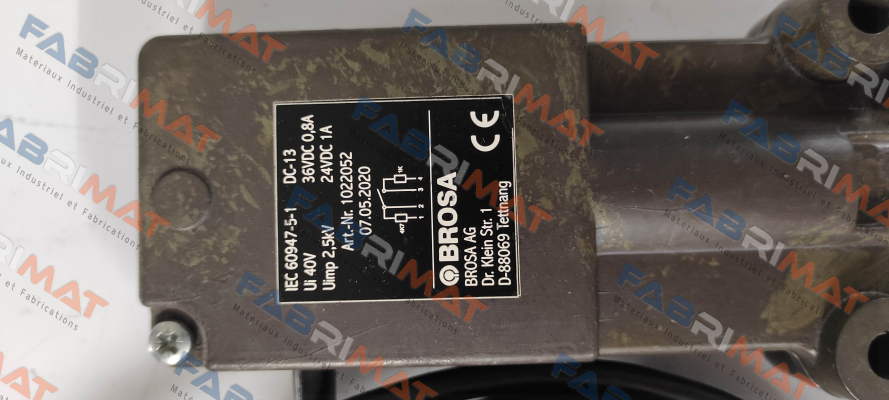 IEC 60947-5-1 DC-13
Ui 40V 36VDC 0,8A
Uimp 2,5kV 24VDC 1A
Art.-Nr. 1022052
07.05.2020
4K7 1K
1 2 3 4
BROSA
BROSA AG
Dr. Klein Str. 1
D-88069 Tettnang
CE
FABRIMAT
Materiaux Industriel et Fabrications